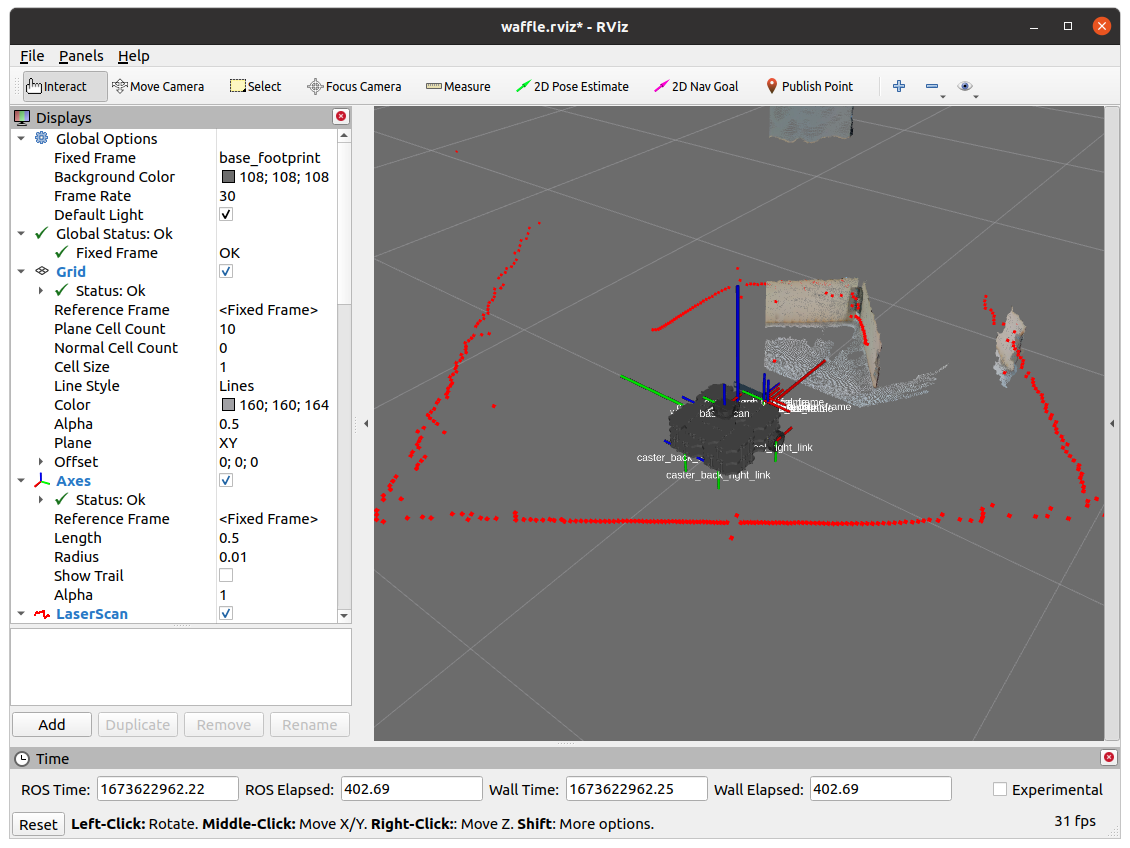 waffle.rviz* - RViz
File Panels Help
Interact Move Camera Select Focus Camera Measure 2D Pose Estimate 2D Nav Goal Publish Point
Displays
Global Options
Fixed Frame base_footprint
Background Color 108; 108; 108
Frame Rate 30
Default Light
Global Status: Ok
Fixed Frame OK
Grid
Status: Ok
Reference Frame <Fixed Frame>
Plane Cell Count 10
Normal Cell Count 0
Cell Size 1
Line Style Lines
Color 160; 160; 164
Alpha 0.5
Plane XY
Offset 0; 0; 0
Axes
Status: Ok
Reference Frame <Fixed Frame>
Length 0.5
Radius 0.01
Show Trail
Alpha 1
LaserScan
caster_back_right_link
Add Duplicate Remove Rename
Time
ROS Time: 1673622962.22 ROS Elapsed: 402.69 Wall Time: 1673622962.25 Wall Elapsed: 402.69 Experimental
Reset Left-Click: Rotate. Middle-Click: Move X/Y. Right-Click:: Move Z. Shift: More options. 31 fps